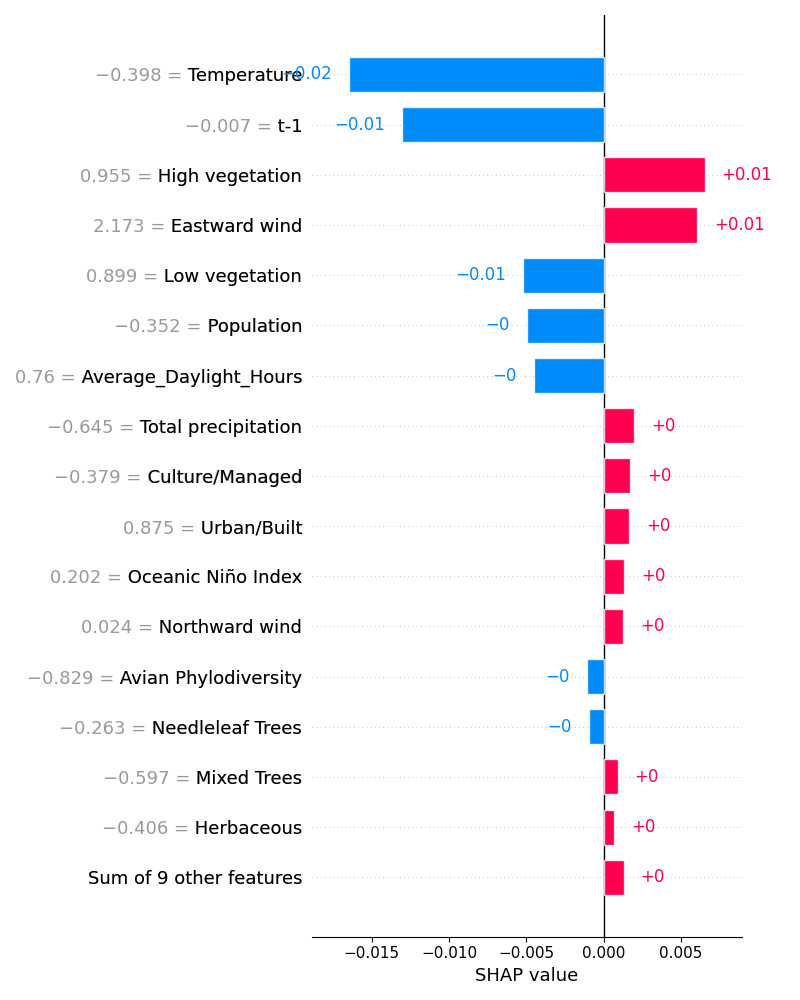 −0.398 = Temperature −0.02
−0.007 = t-1 −0.01
0.955 = High vegetation +0.01
2.173 = Eastward wind +0.01
0.899 = Low vegetation −0.01
−0.352 = Population −0
0.76 = Average_Daylight_Hours −0
−0.645 = Total precipitation +0
−0.379 = Culture/Managed +0
0.875 = Urban/Built +0
0.202 = Oceanic Niño Index +0
0.024 = Northward wind +0
−0.829 = Avian Phylodiversity −0
−0.263 = Needleleaf Trees −0
−0.597 = Mixed Trees +0
−0.406 = Herbaceous +0
Sum of 9 other features +0
−0.015 −0.010 −0.005 0.000 0.005
SHAP value